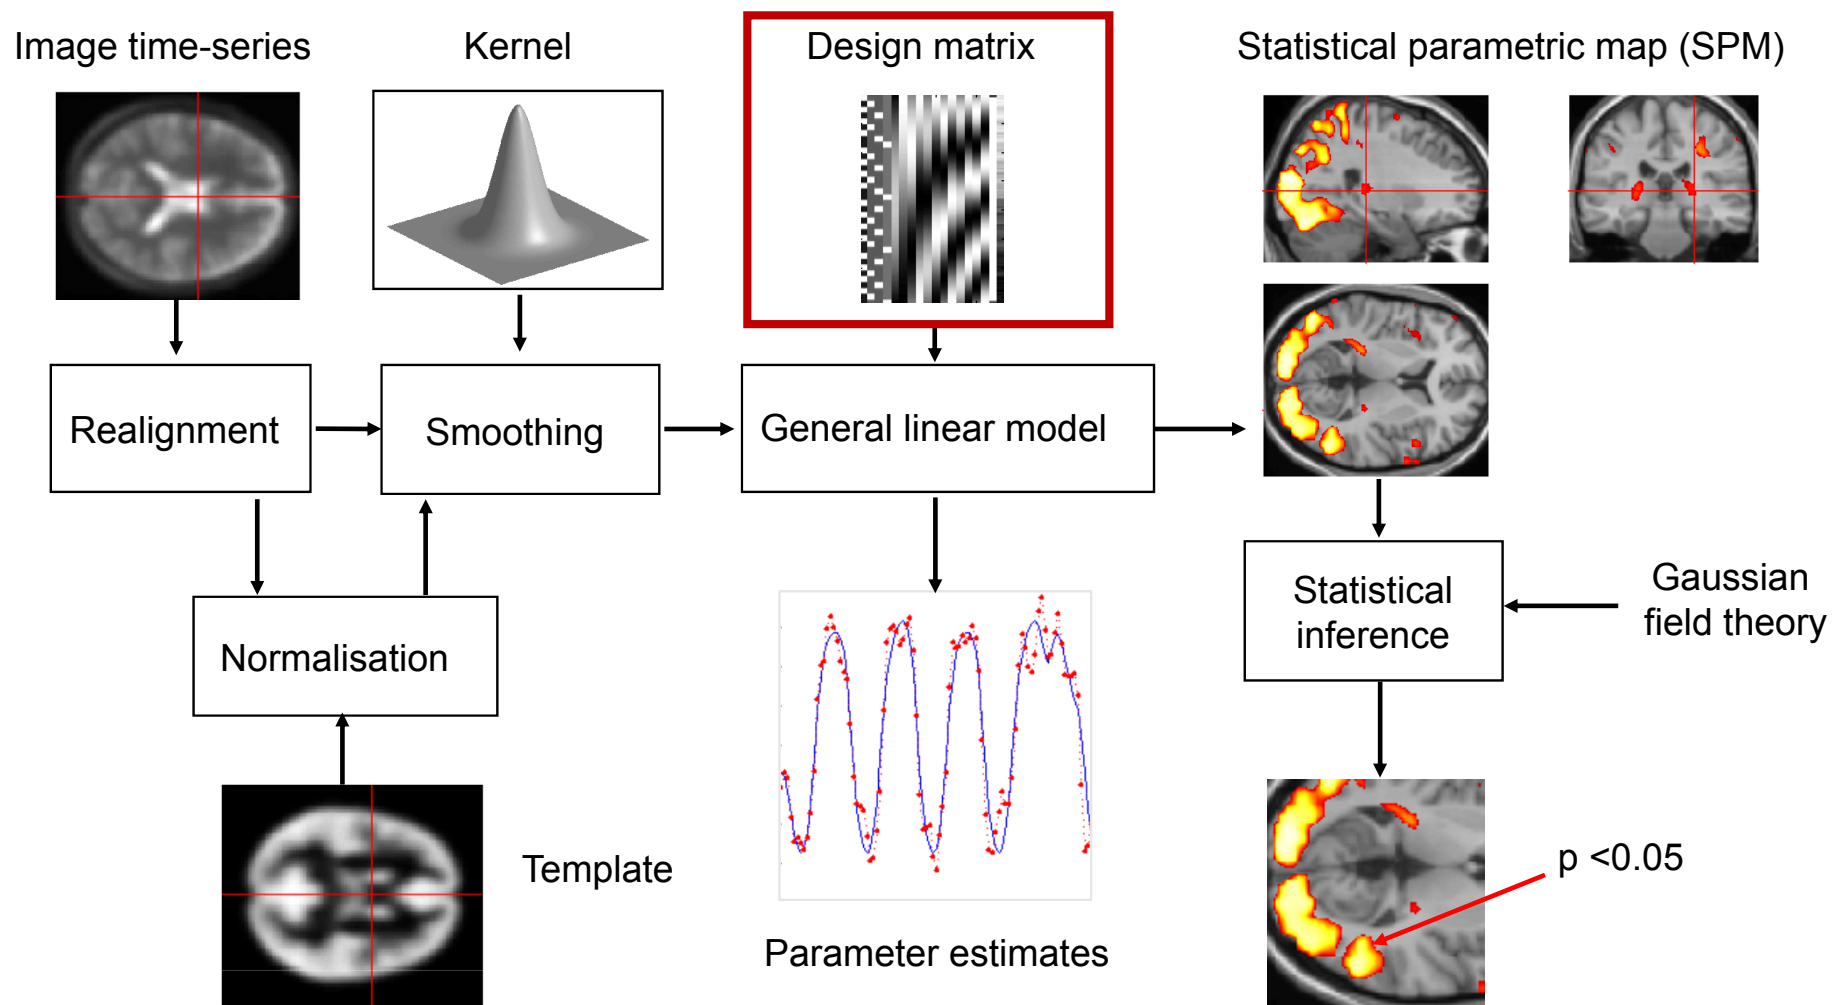 Image time-series
Kernel
Design matrix
Statistical parametric map (SPM)
Realignment
Smoothing
General linear model
Normalisation
Statistical
inference
Gaussian
field theory
Template
Parameter estimates
p <0.05